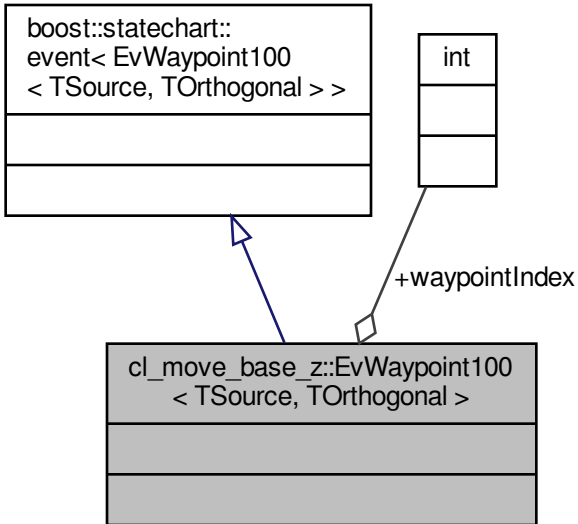 boost::statechart::
event< EvWaypoint100
< TSource, TOrthogonal > >
int
+waypointIndex
cl_move_base_z::EvWaypoint100
< TSource, TOrthogonal >